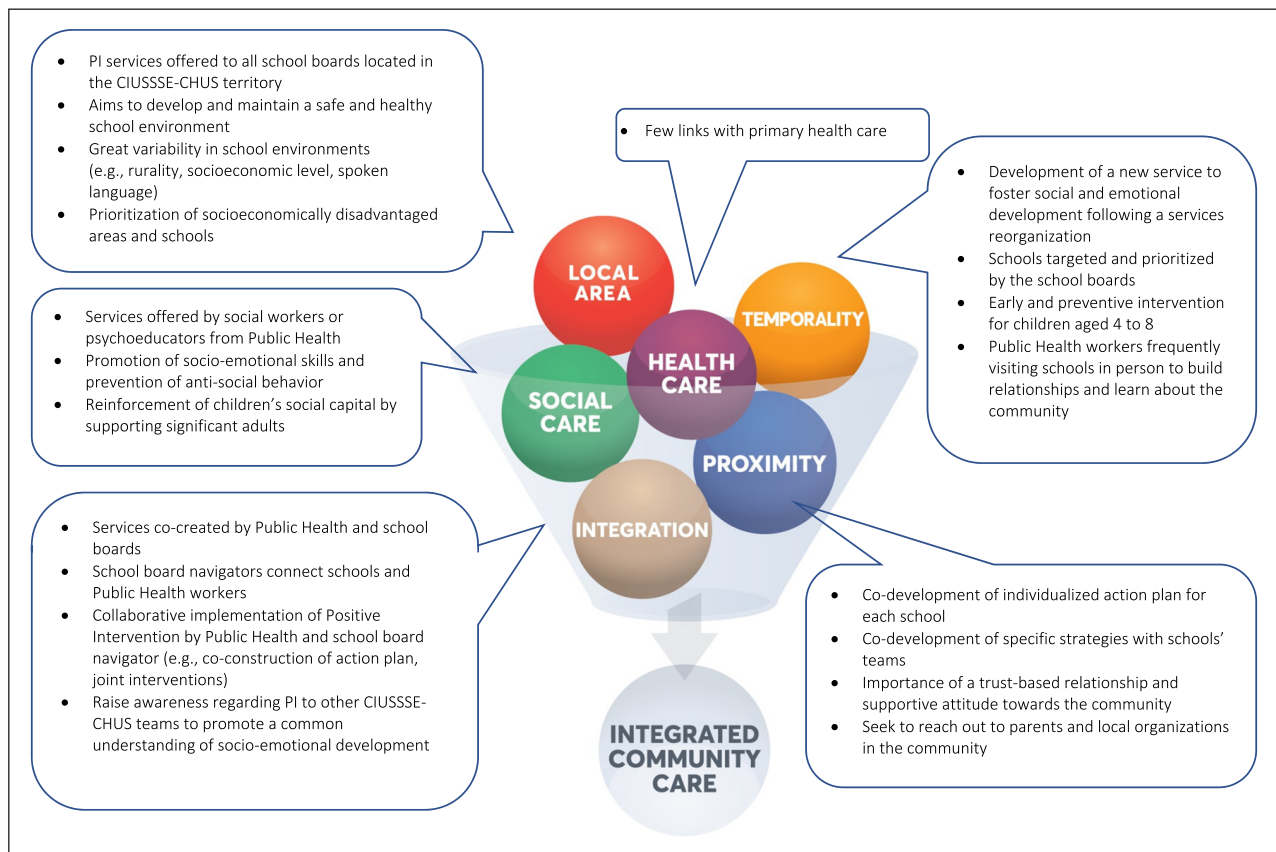 • PI services offered to all school boards located in
the CIUSSSE-CHUS territory
• Aims to develop and maintain a safe and healthy
school environment
• Great variability in school environments
(e.g., rurality, socioeconomic level, spoken
language)
• Prioritization of socioeconomically disadvantaged
areas and schools
• Few links with primary health care
• Development of a new service to
foster social and emotional
development following a services
reorganization
• Schools targeted and prioritized
by the school boards
• Early and preventive intervention
for children aged 4 to 8
• Public Health workers frequently
visiting schools in person to build
relationships and learn about the
community
• Services offered by social workers or
psychoeducators from Public Health
• Promotion of socio-emotional skills and
prevention of anti-social behavior
• Reinforcement of children’s social capital by
supporting significant adults
LOCAL
AREA
TEMPORALITY
HEALTH
CARE
SOCIAL
CARE
PROXIMITY
INTEGRATION
• Services co-created by Public Health and school
boards
• School board navigators connect schools and
Public Health workers
• Collaborative implementation of Positive
Intervention by Public Health and school board
navigator (e.g., co-construction of action plan,
joint interventions)
• Raise awareness regarding PI to other CIUSSSE-
CHUS teams to promote a common
understanding of socio-emotional development
• Co-development of individualized action plan for
each school
• Co-development of specific strategies with schools’
teams
• Importance of a trust-based relationship and
supportive attitude towards the community
• Seek to reach out to parents and local organizations
in the community
INTEGRATED
COMMUNITY
CARE